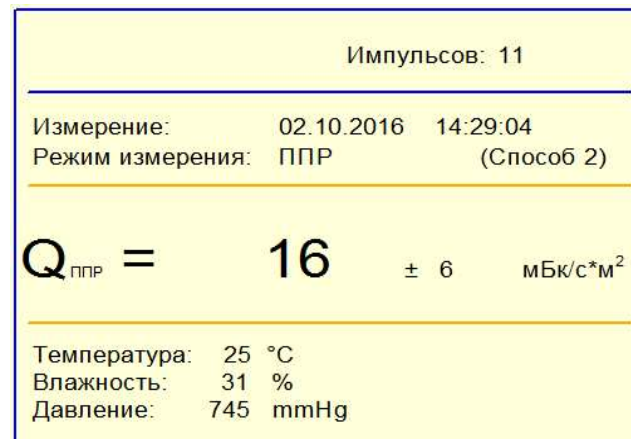 Импульсов: 11
Измерение: 02.10.2016 14:29:04
Режим измерения: ППР (Способ 2)
Qппр = 16 ± 6 мБк/с*м²
Температура: 25 °C
Влажность: 31 %
Давление: 745 mmHg